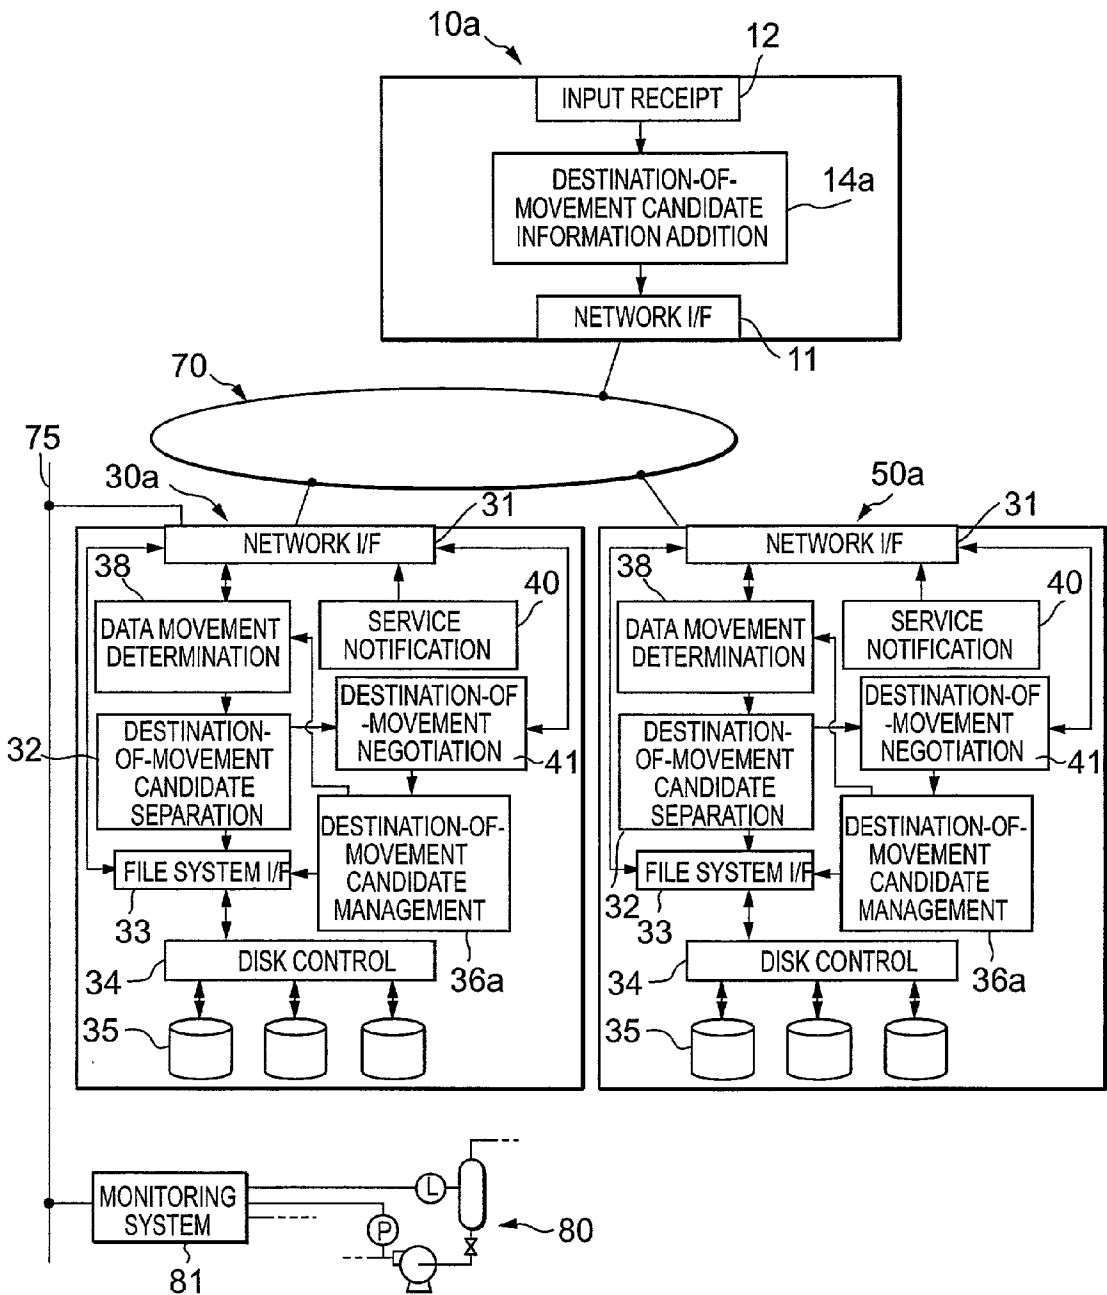 10a
12
INPUT RECEIPT
DESTINATION-OF-
MOVEMENT CANDIDATE
INFORMATION ADDITION
14a
NETWORK I/F
11
70
75
30a
31
NETWORK I/F
38
40
DATA MOVEMENT
DETERMINATION
SERVICE
NOTIFICATION
DESTINATION-OF
-MOVEMENT
NEGOTIATION
41
32
DESTINATION-
OF-MOVEMENT
CANDIDATE
SEPARATION
DESTINATION-OF-
MOVEMENT
CANDIDATE
MANAGEMENT
36a
FILE SYSTEM I/F
33
34
DISK CONTROL
35
50a
31
NETWORK I/F
38
40
DATA MOVEMENT
DETERMINATION
SERVICE
NOTIFICATION
DESTINATION-OF
-MOVEMENT
NEGOTIATION
41
DESTINATION-
OF-MOVEMENT
CANDIDATE
SEPARATION
32
DESTINATION-OF-
MOVEMENT
CANDIDATE
MANAGEMENT
36a
FILE SYSTEM I/F
33
34
DISK CONTROL
35
MONITORING
SYSTEM
81
L
P
80